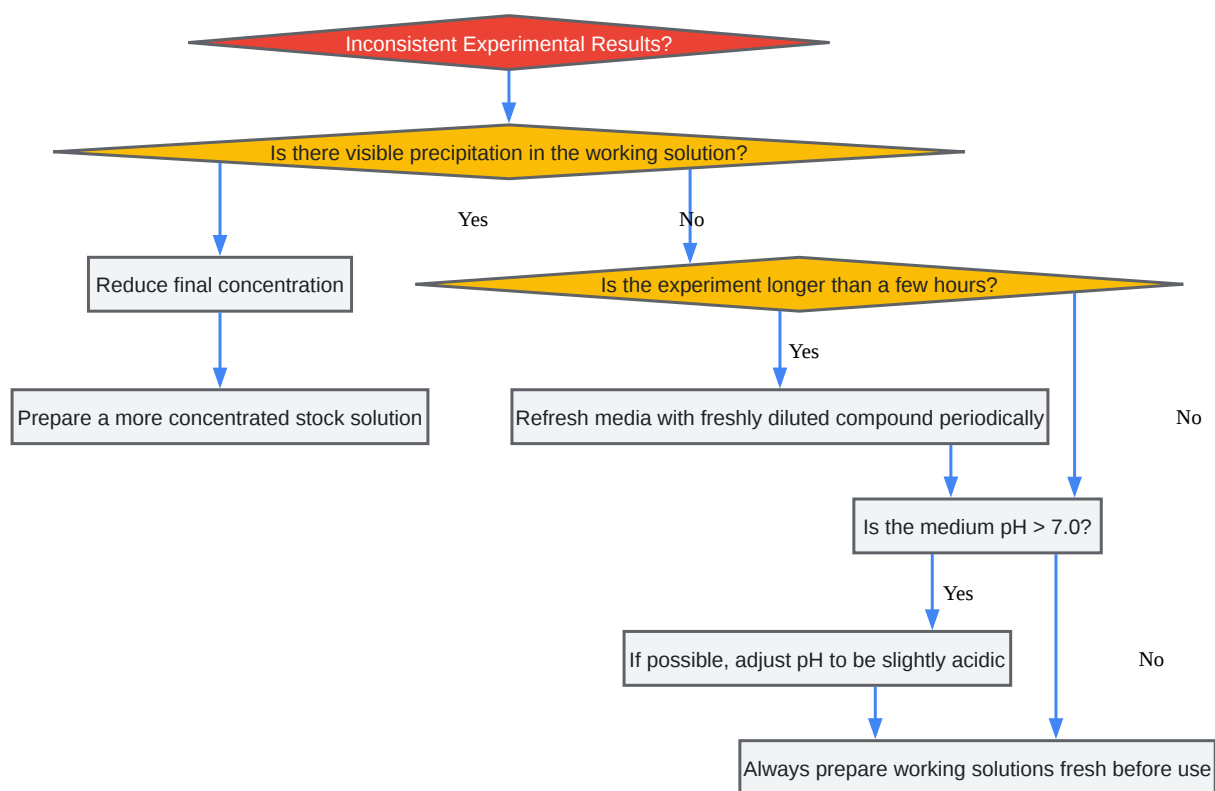 Inconsistent Experimental Results?
Is there visible precipitation in the working solution?
Yes
No
Reduce final concentration
Is the experiment longer than a few hours?
Yes
Prepare a more concentrated stock solution
Refresh media with freshly diluted compound periodically
No
Is the medium pH > 7.0?
Yes
If possible, adjust pH to be slightly acidic
No
Always prepare working solutions fresh before use